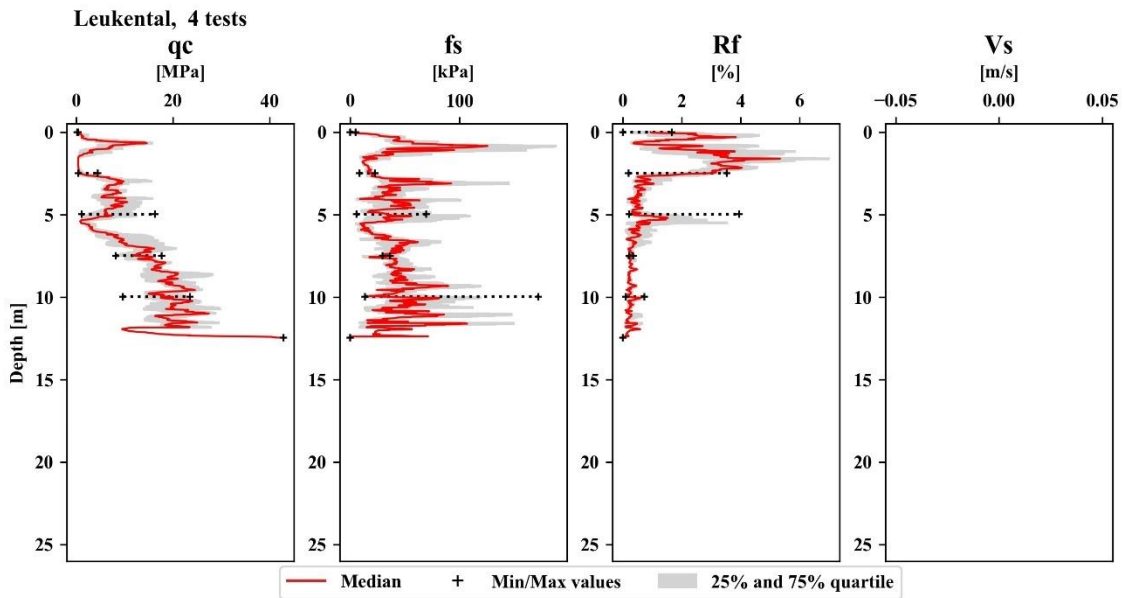 Leukental, 4 tests
qc fs Rf Vs
[MPa] [kPa] [%] [m/s]
0 20 40 0 100 0 2 4 6 −0.05 0.00 0.05
0 0 0 0
5 5 5 5
10 10 10 10
Depth [m]
15 15 15 15
20 20 20 20
25 25 25 25
Median Min/Max values 25% and 75% quartile